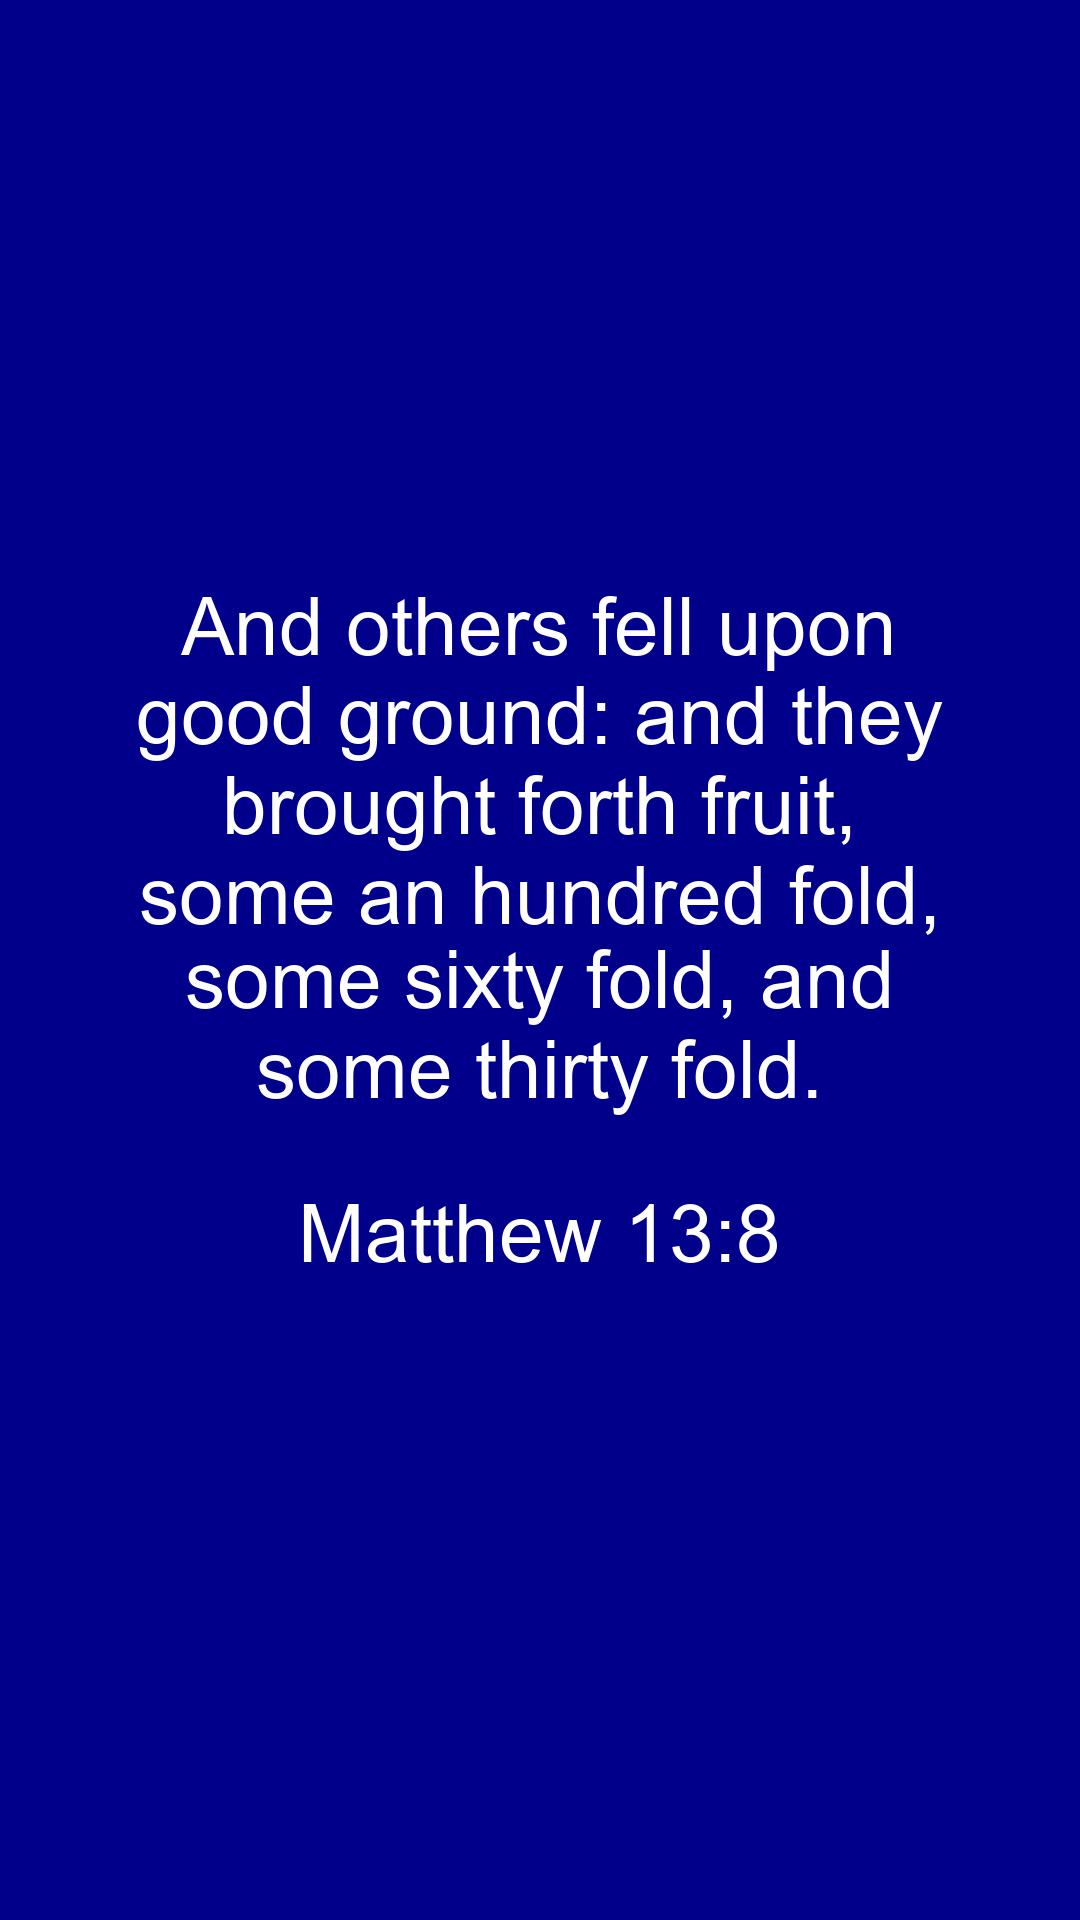 And others fell upon
good ground: and they
brought forth fruit,
some an hundred fold,
some sixty fold, and
some thirty fold.
Matthew 13:8